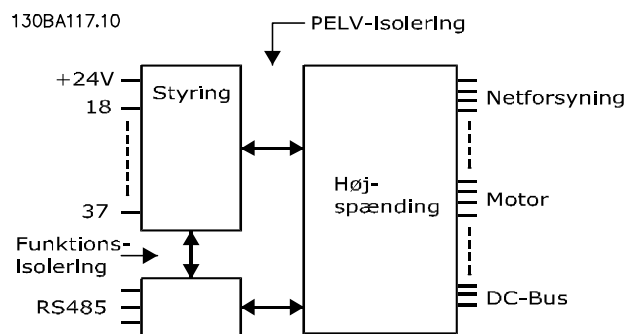 130BA117.10
PELV-isolering
+24V
18
37
Styring
Høj-
spænding
Netforsyning
Motor
DC-Bus
Funktions-
isolering
RS485